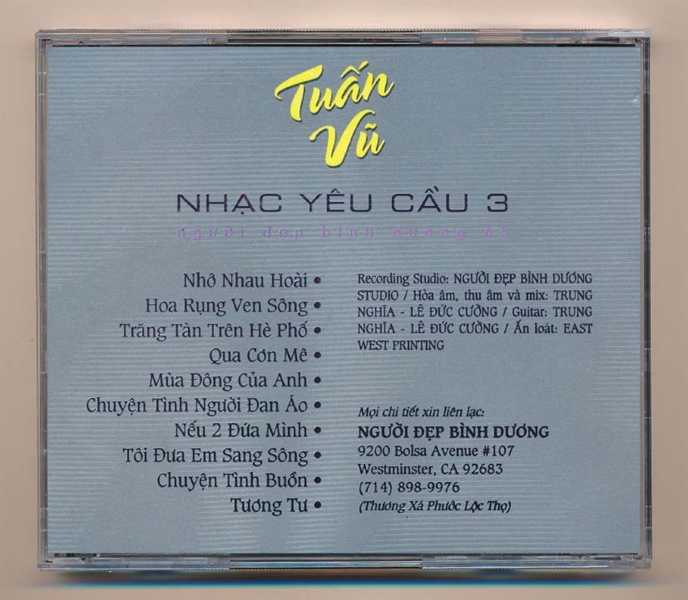 Tuấn
Vũ
NHẠC YÊU CẦU 3
người đẹp bình dương 65
Nhớ Nhau Hoài •
Hoa Rụng Ven Sông •
Trăng Tàn Trên Hè Phố •
Qua Cơn Mê •
Mùa Đông Của Anh •
Chuyện Tình Người Đan Áo •
Nếu 2 Đứa Mình •
Tôi Đưa Em Sang Sông •
Chuyện Tình Buồn •
Tương Tư •
Recording Studio: NGƯỜI ĐẸP BÌNH DƯƠNG
STUDIO / Hòa âm, thu âm và mix: TRUNG
NGHĨA - LÊ ĐỨC CƯỜNG / Guitar: TRUNG
NGHĨA - LÊ ĐỨC CƯỜNG / Ấn loát: EAST
WEST PRINTING
Mọi chi tiết xin liên lạc:
NGƯỜI ĐẸP BÌNH DƯƠNG
9200 Bolsa Avenue #107
Westminster, CA 92683
(714) 898-9976
(Thương Xá Phước Lộc Thọ)